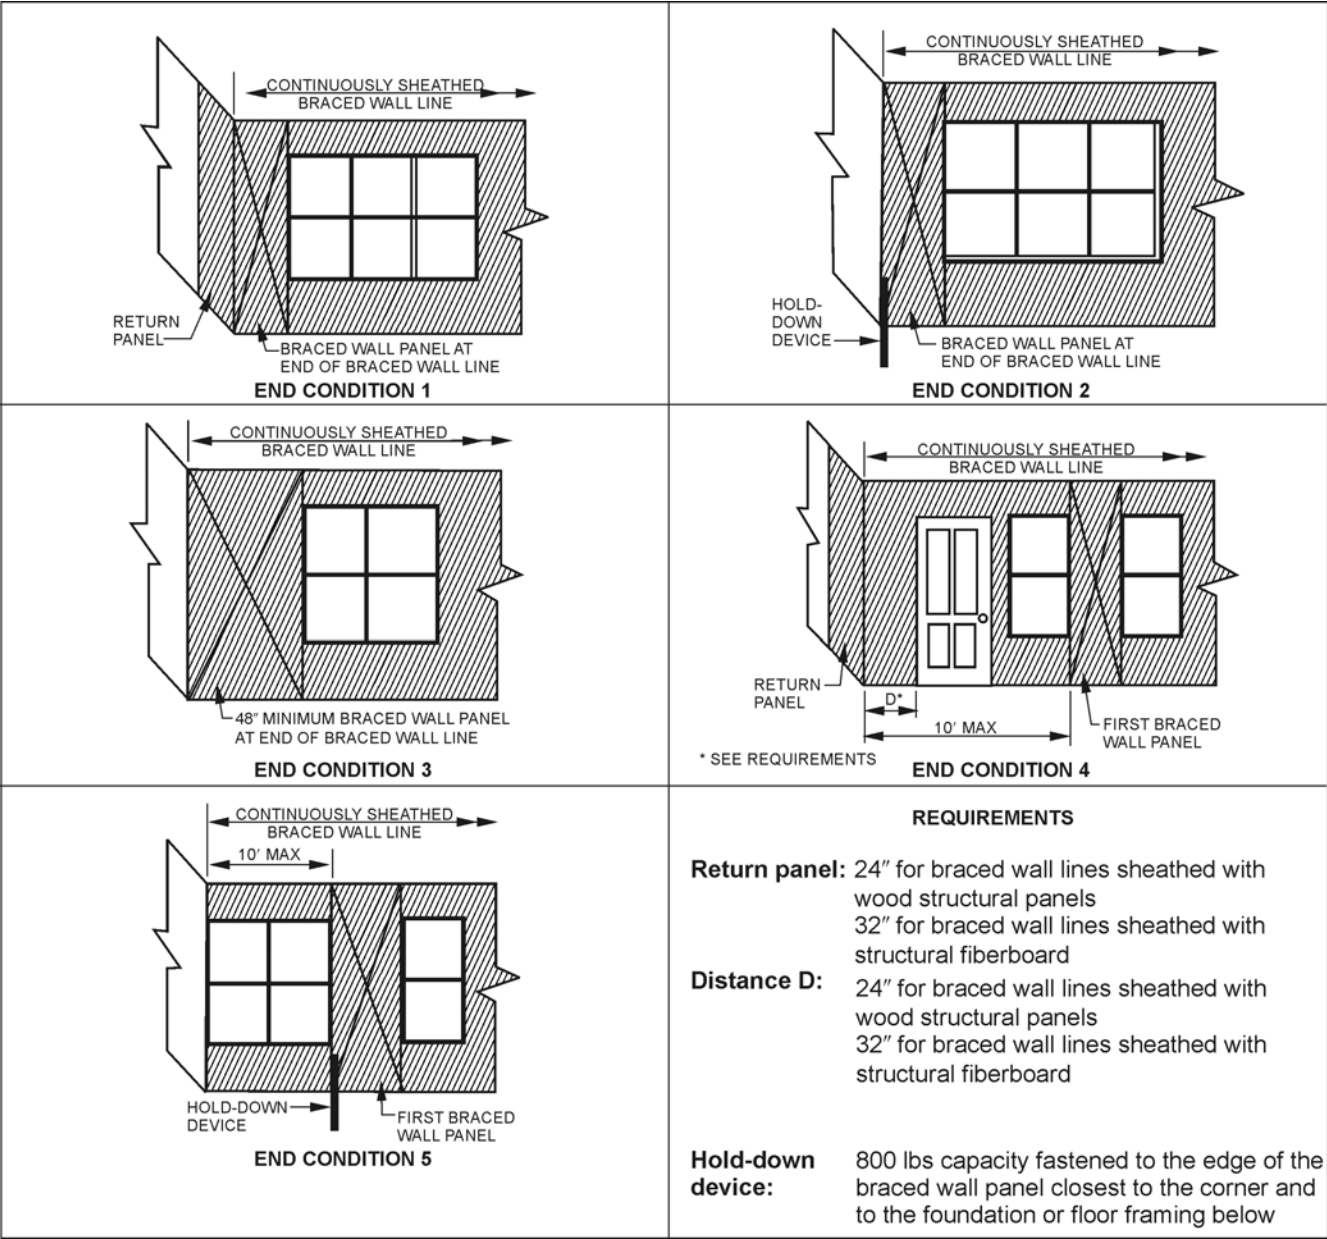 CONTINUOUSLY SHEATHED
BRACED WALL LINE
RETURN
PANEL
BRACED WALL PANEL AT
END OF BRACED WALL LINE
END CONDITION 1
CONTINUOUSLY SHEATHED
BRACED WALL LINE
HOLD-
DOWN
DEVICE
BRACED WALL PANEL AT
END OF BRACED WALL LINE
END CONDITION 2
CONTINUOUSLY SHEATHED
BRACED WALL LINE
48″ MINIMUM BRACED WALL PANEL
AT END OF BRACED WALL LINE
END CONDITION 3
CONTINUOUSLY SHEATHED
BRACED WALL LINE
RETURN
PANEL
D*
10′ MAX
FIRST BRACED
WALL PANEL
* SEE REQUIREMENTS
END CONDITION 4
CONTINUOUSLY SHEATHED
BRACED WALL LINE
10′ MAX
HOLD-DOWN
DEVICE
FIRST BRACED
WALL PANEL
END CONDITION 5
REQUIREMENTS
Return panel: 24″ for braced wall lines sheathed with
wood structural panels
32″ for braced wall lines sheathed with
structural fiberboard
Distance D: 24″ for braced wall lines sheathed with
wood structural panels
32″ for braced wall lines sheathed with
structural fiberboard
Hold-down 800 lbs capacity fastened to the edge of the
device: braced wall panel closest to the corner and
to the foundation or floor framing below